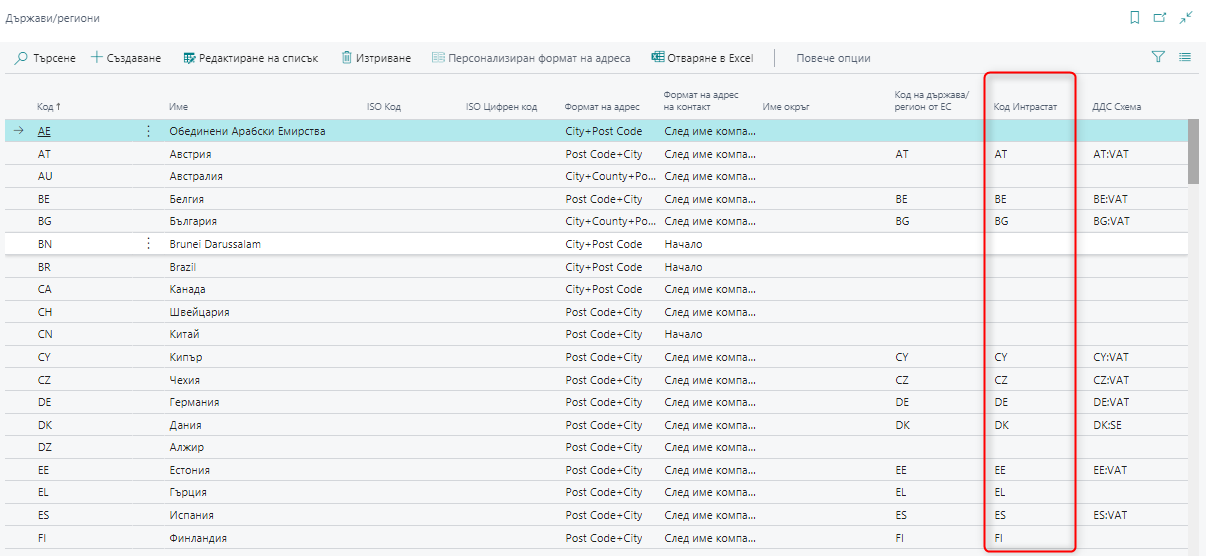 Държави/региони
Търсене Създаване Редактиране на списък Изтриване Персонализиран формат на адреса Отваряне в Excel Повече опции
Код ↑ Име ISO Код ISO Цифрен код Формат на адрес Формат на адрес на контакт Име окръг Код на държава/ регион от ЕС Код Интрастат ДДС Схема
→ AE Обединени Арабски Емирства City+Post Code След име компа...
AT Австрия Post Code+City След име компа... AT AT AT:VAT
AU Австралия City+County+Po... След име компа...
BE Белгия Post Code+City След име компа... BE BE BE:VAT
BG България City+County+Po... След име компа... BG BG BG:VAT
BN Brunei Darussalam City+Post Code Начало
BR Brazil City+Post Code Начало
CA Канада City+Post Code След име компа...
CH Швейцария Post Code+City След име компа...
CN Китай Post Code+City Начало
CY Кипър Post Code+City След име компа... CY CY CY:VAT
CZ Чехия Post Code+City След име компа... CZ CZ CZ:VAT
DE Германия Post Code+City След име компа... DE DE DE:VAT
DK Дания Post Code+City След име компа... DK DK DK:SE
DZ Алжир Post Code+City След име компа...
EE Естония Post Code+City След име компа... EE EE EE:VAT
EL Гърция Post Code+City След име компа... EL EL
ES Испания Post Code+City След име компа... ES ES ES:VAT
FI Финландия Post Code+City След име компа... FI FI